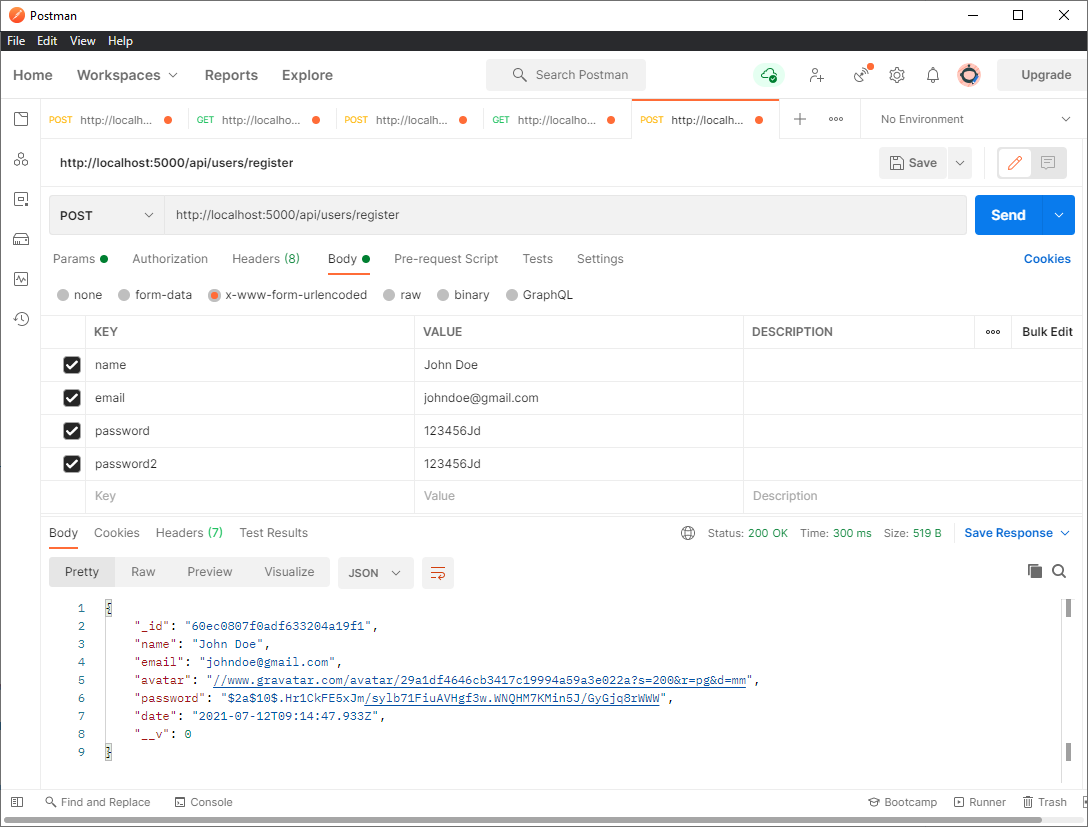 Postman
File Edit View Help
Home Workspaces Reports Explore Search Postman Upgrade
POST http://localh... GET http://localho... POST http://localh... GET http://localho... POST http://localh... No Environment
http://localhost:5000/api/users/register Save
POST http://localhost:5000/api/users/register Send
Params Authorization Headers (8) Body Pre-request Script Tests Settings Cookies
none form-data x-www-form-urlencoded raw binary GraphQL
KEY VALUE DESCRIPTION Bulk Edit
name John Doe
email johndoe@gmail.com
password 123456Jd
password2 123456Jd
Key Value Description
Body Cookies Headers (7) Test Results Status: 200 OK Time: 300 ms Size: 519 B Save Response
Pretty Raw Preview Visualize JSON
1 {
2 "_id": "60ec0807f0adf633204a19f1",
3 "name": "John Doe",
4 "email": "johndoe@gmail.com",
5 "avatar": "//www.gravatar.com/avatar/29a1df4646cb3417c19994a59a3e022a?s=200&r=pg&d=mm",
6 "password": "$2a$10$.Hr1CkFE5xJm/sylb71FiuAVHgf3w.WNQHM7KMin5J/GyGjq8rWWW",
7 "date": "2021-07-12T09:14:47.933Z",
8 "__v": 0
9 }
Find and Replace Console Bootcamp Runner Trash